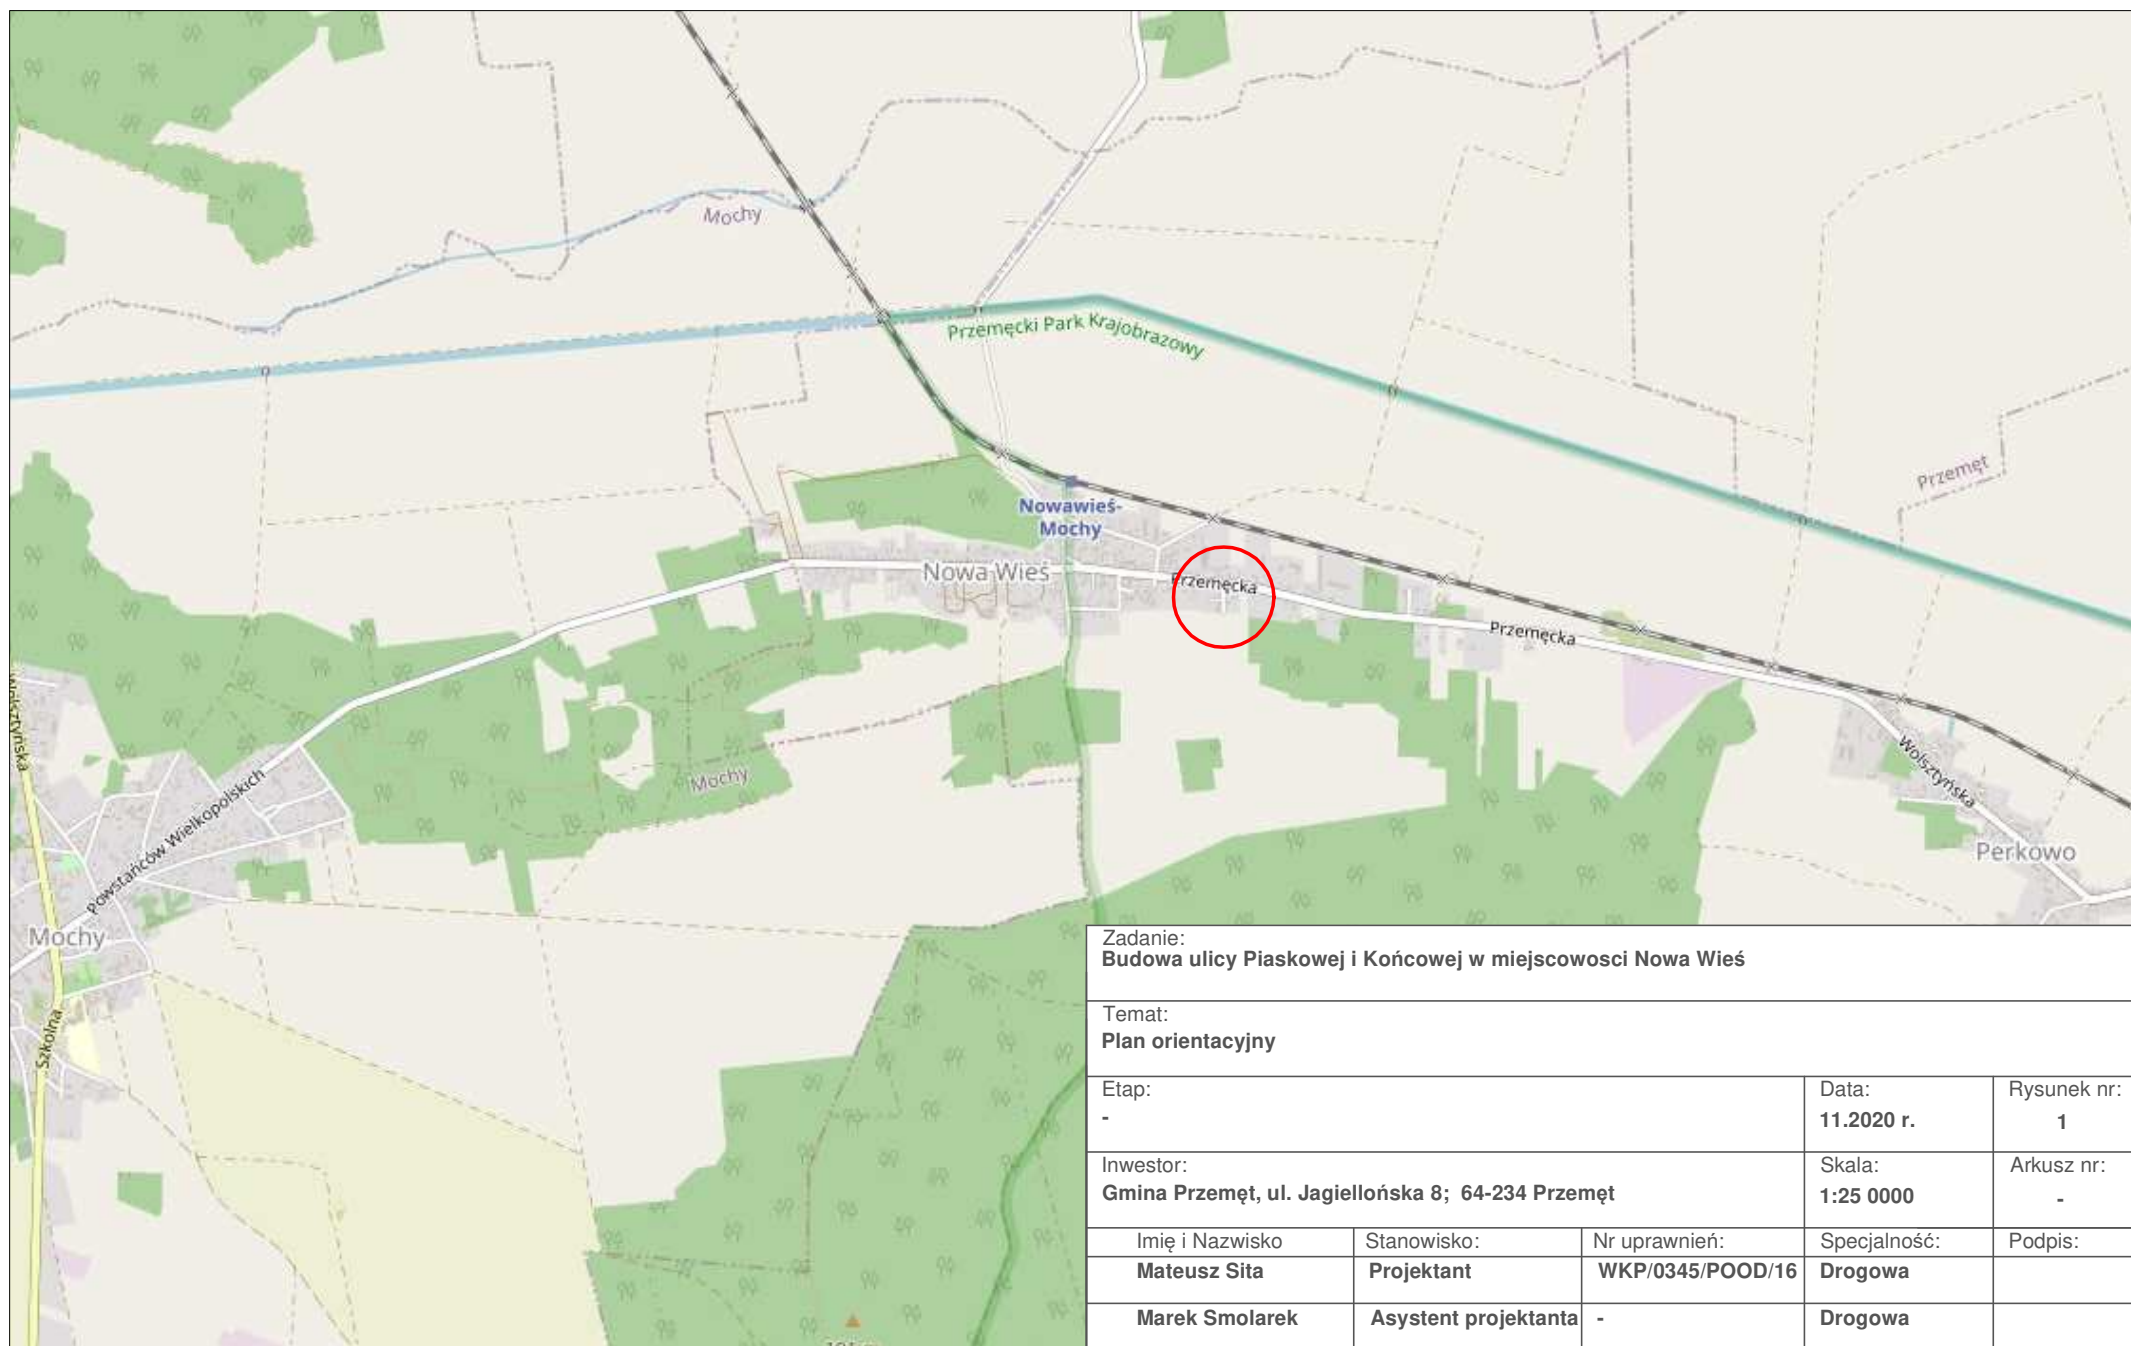 Mochy
Przemęcki Park Krajobrazowy
Przemęt
Nowawieś-
Mochy
Nowa Wieś
Przemęcka
Przemęcka
Wolsztyńska
Mochy
Wolsztyńska
Powstańców Wielkopolskich
Perkowo
Mochy
Szkolna
Zadanie:
Budowa ulicy Piaskowej i Końcowej w miejscowosci Nowa Wieś
Temat:
Plan orientacyjny
Etap:
-
Data:
11.2020 r.
Rysunek nr:
1
Inwestor:
Gmina Przemęt, ul. Jagiellońska 8; 64-234 Przemęt
Skala:
1:25 0000
Arkusz nr:
-
Imię i Nazwisko Stanowisko: Nr uprawnień: Specjalność: Podpis:
Mateusz Sita Projektant WKP/0345/POOD/16 Drogowa
Marek Smolarek Asystent projektanta - Drogowa